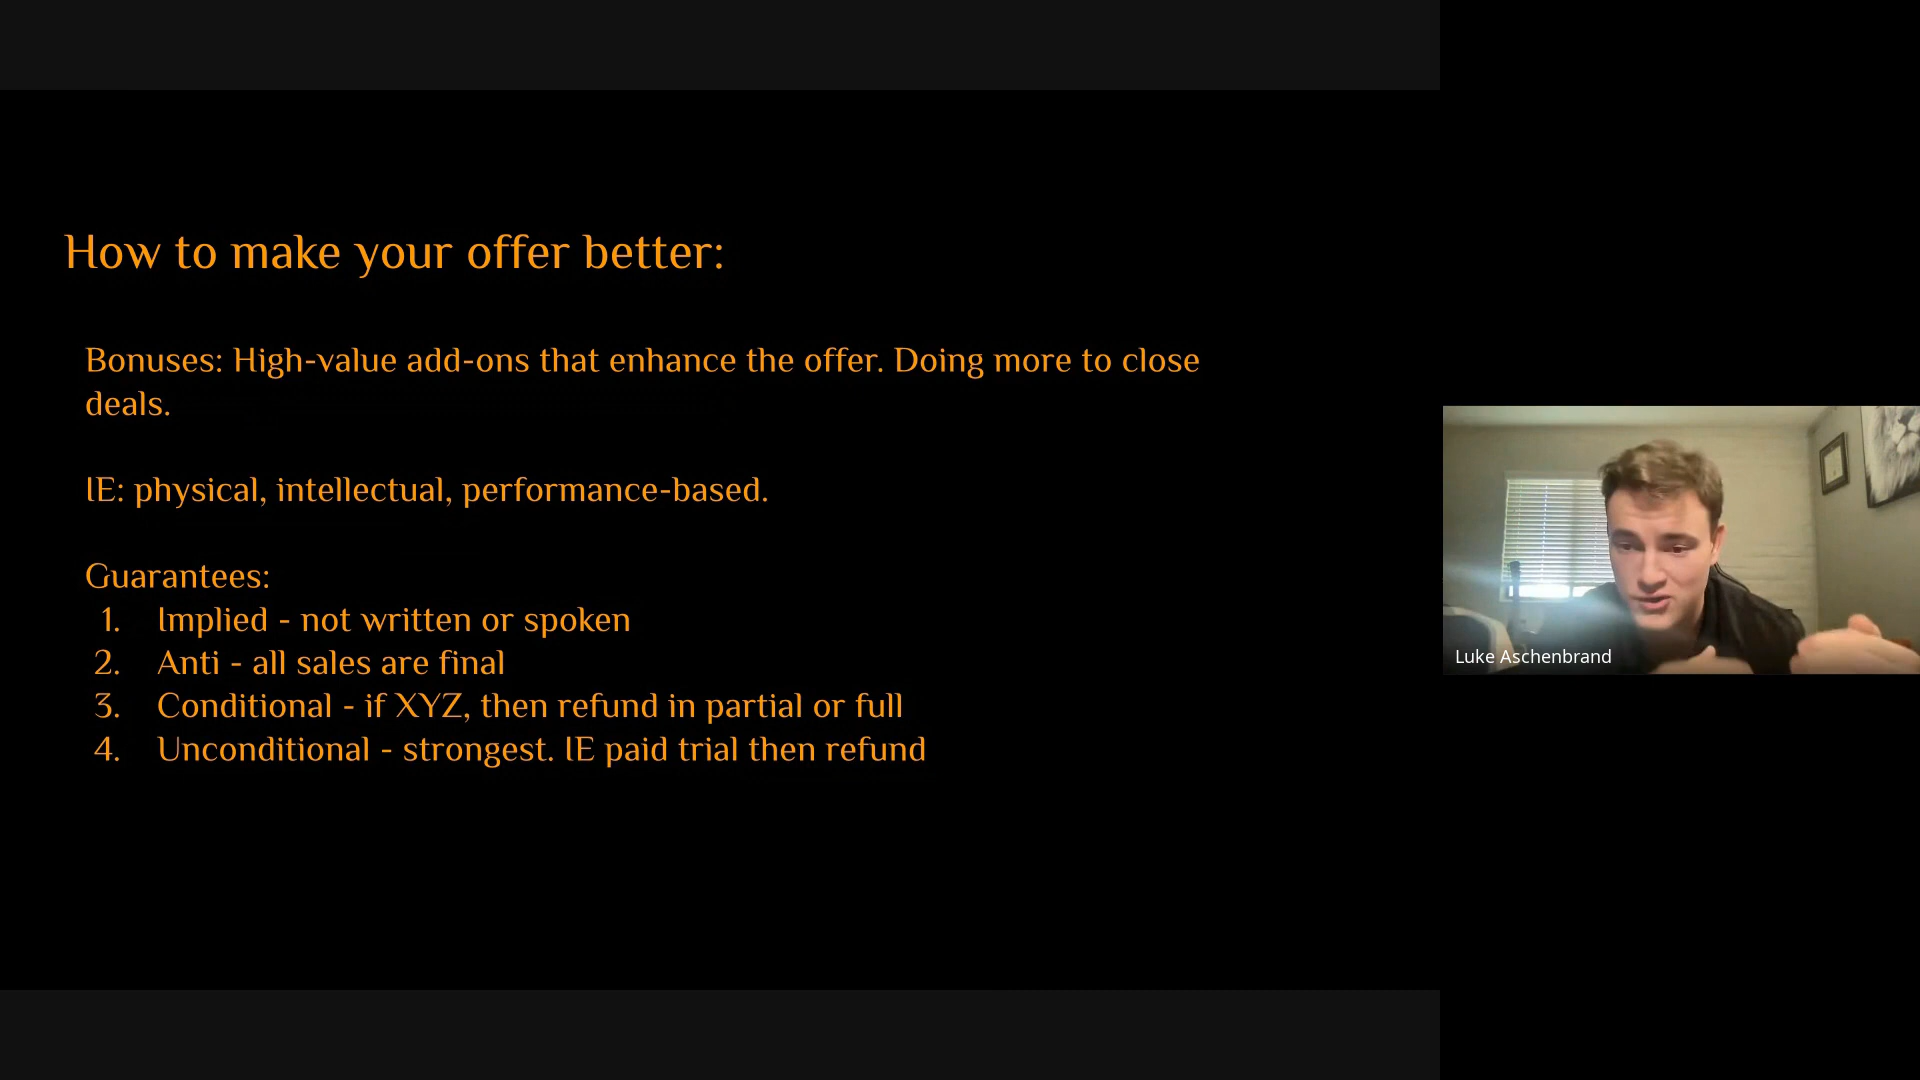 How to make your offer better:
Bonuses: High-value add-ons that enhance the offer. Doing more to close
deals.
IE: physical, intellectual, performance-based.
Guarantees:
1. Implied - not written or spoken
2. Anti - all sales are final
3. Conditional - if XYZ, then refund in partial or full
4. Unconditional - strongest. IE paid trial then refund
Luke Aschenbrand